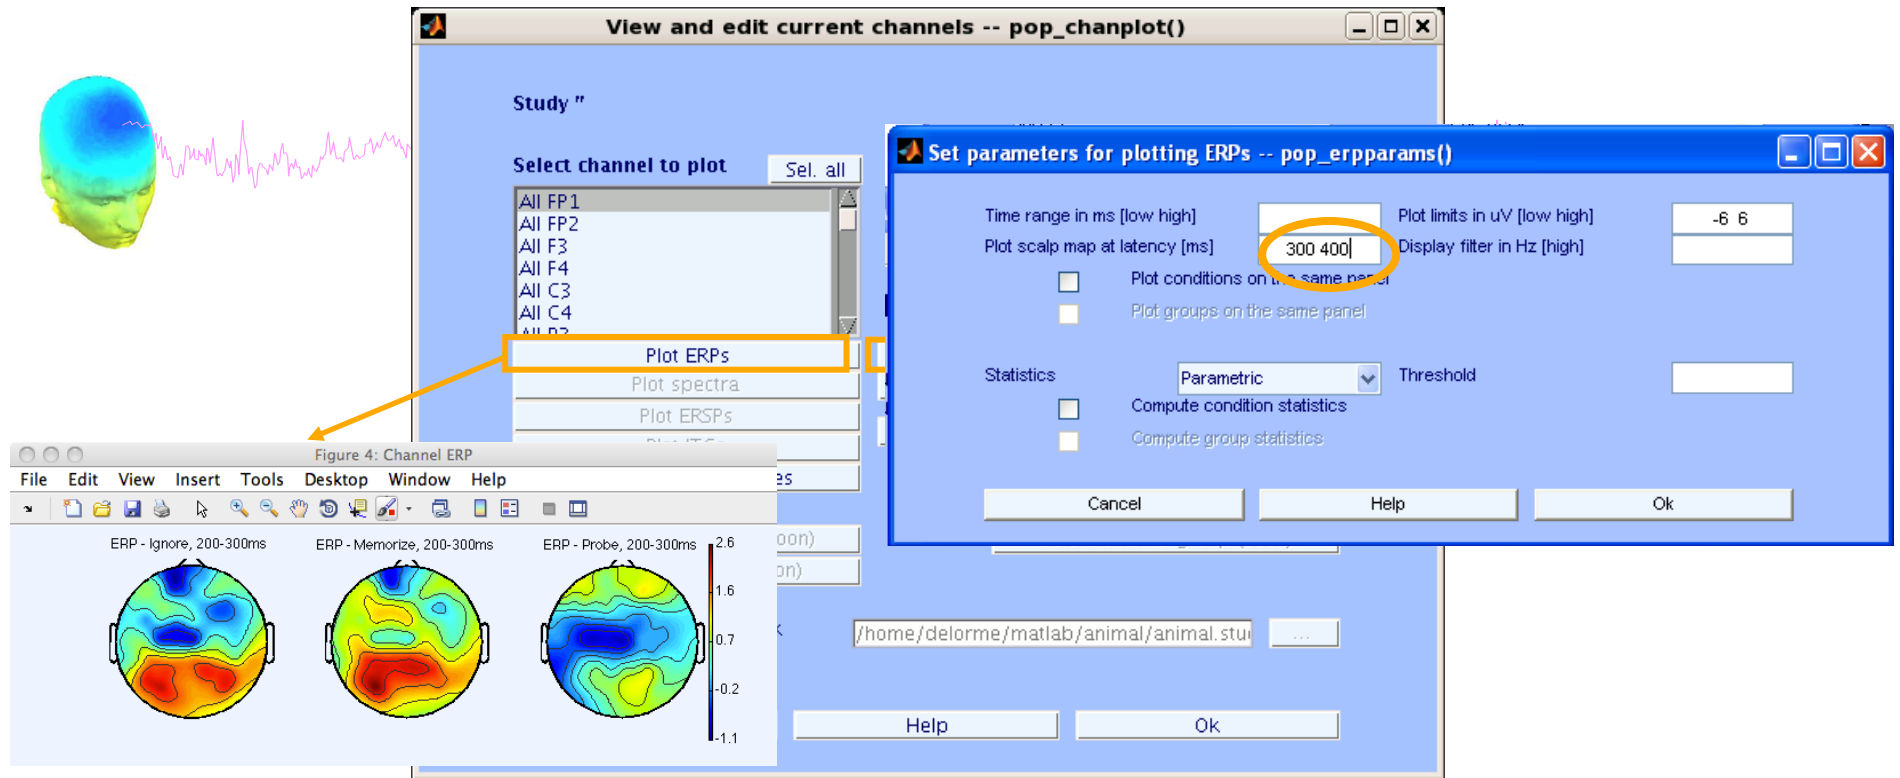 View and edit current channels -- pop_chanplot()
Study ''
Select channel to plot
Sel. all
All FP1
All FP2
All F3
All F4
All C3
All C4
Plot ERPs
Plot spectra
Plot ERSPs
Set parameters for plotting ERPs -- pop_erpparams()
Time range in ms [low high]
Plot limits in uV [low high]
-6 6
Plot scalp map at latency [ms]
300 400
Display filter in Hz [high]
Plot conditions on the same panel
Plot groups on the same panel
Statistics
Parametric
Threshold
Compute condition statistics
Compute group statistics
Cancel
Help
Ok
Figure 4: Channel ERP
File Edit View Insert Tools Desktop Window Help
ERP - Ignore, 200-300ms
ERP - Memorize, 200-300ms
ERP - Probe, 200-300ms
2.6
1.6
0.7
-0.2
-1.1
es
oon)
on)
/home/delorme/matlab/animal/animal.stu
...
Help
Ok